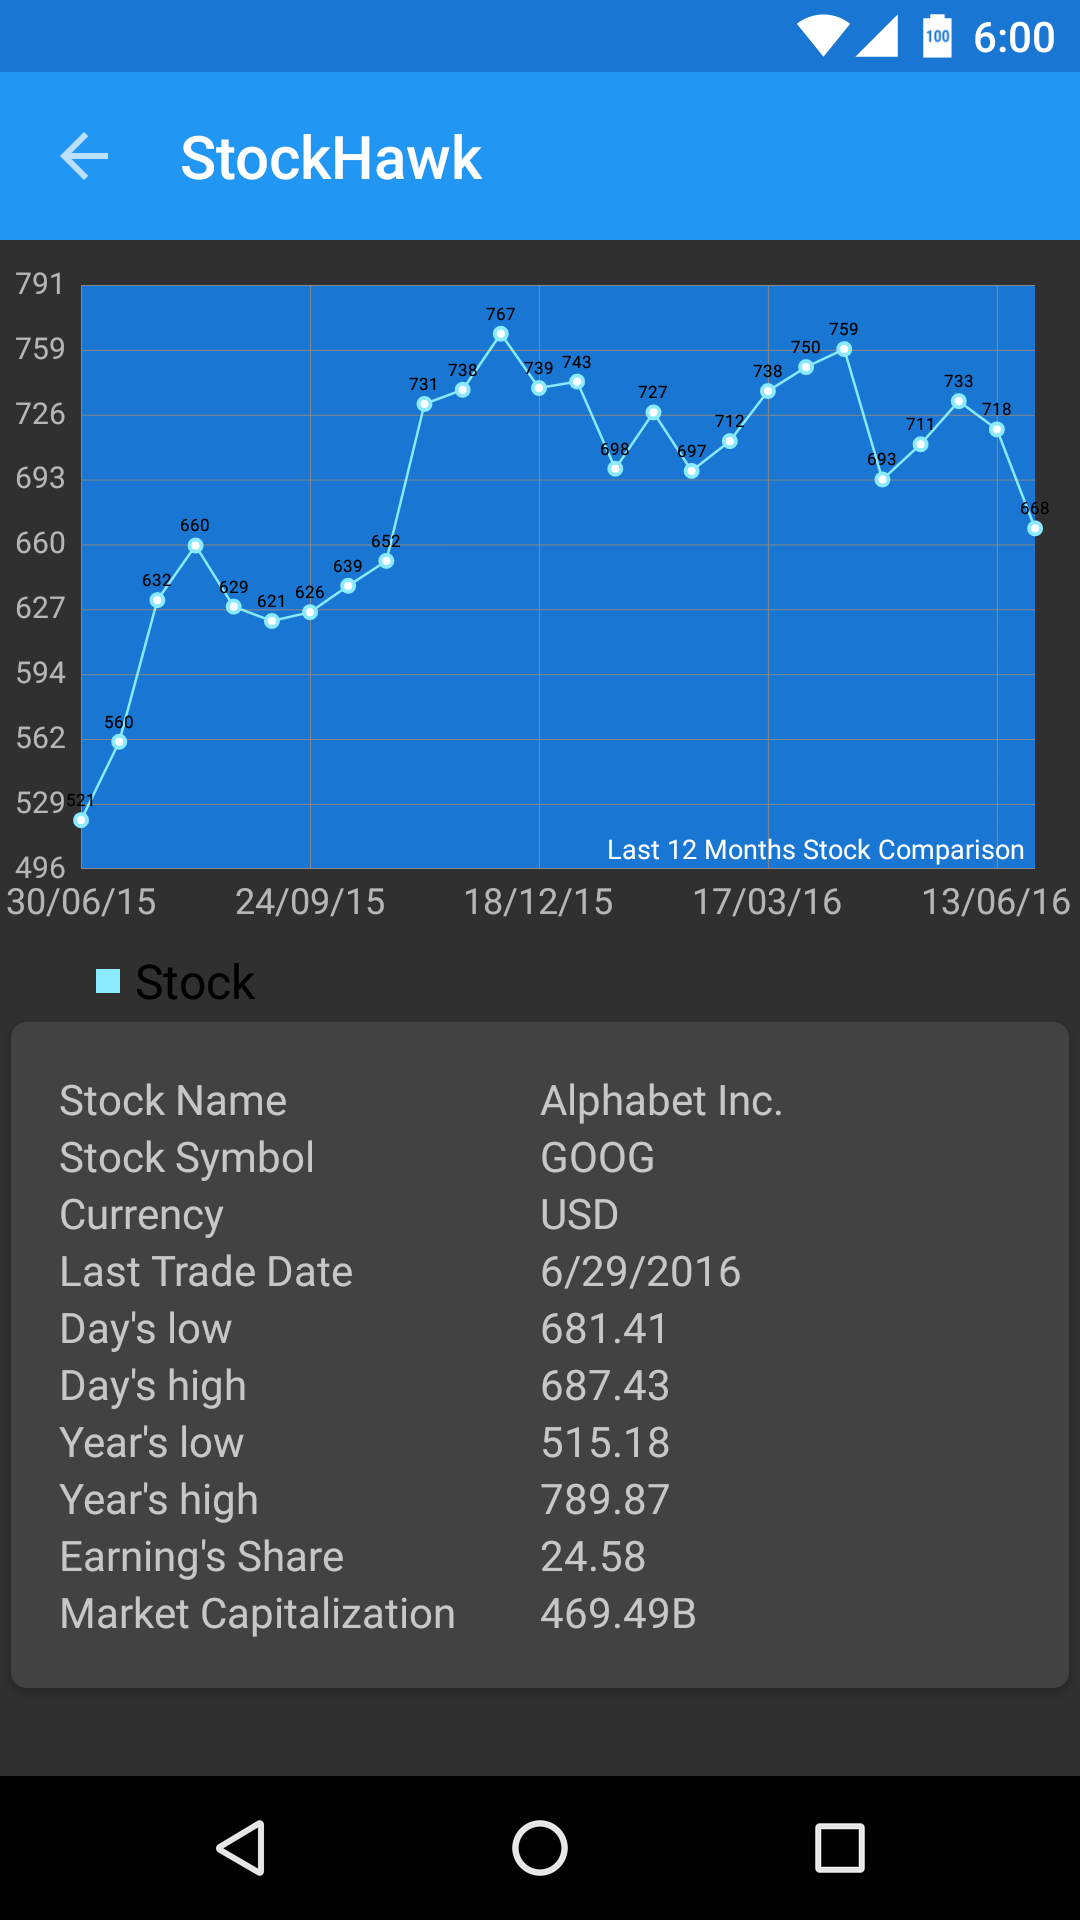 100 6:00
StockHawk
791
759
726
693
660
627
594
562
529
496
521
560
632
660
629
621
626
639
652
731
738
767
739
743
698
727
697
712
738
750
759
693
711
733
718
668
Last 12 Months Stock Comparison
30/06/15 24/09/15 18/12/15 17/03/16 13/06/16
Stock
Stock Name Alphabet Inc.
Stock Symbol GOOG
Currency USD
Last Trade Date 6/29/2016
Day's low 681.41
Day's high 687.43
Year's low 515.18
Year's high 789.87
Earning's Share 24.58
Market Capitalization 469.49B